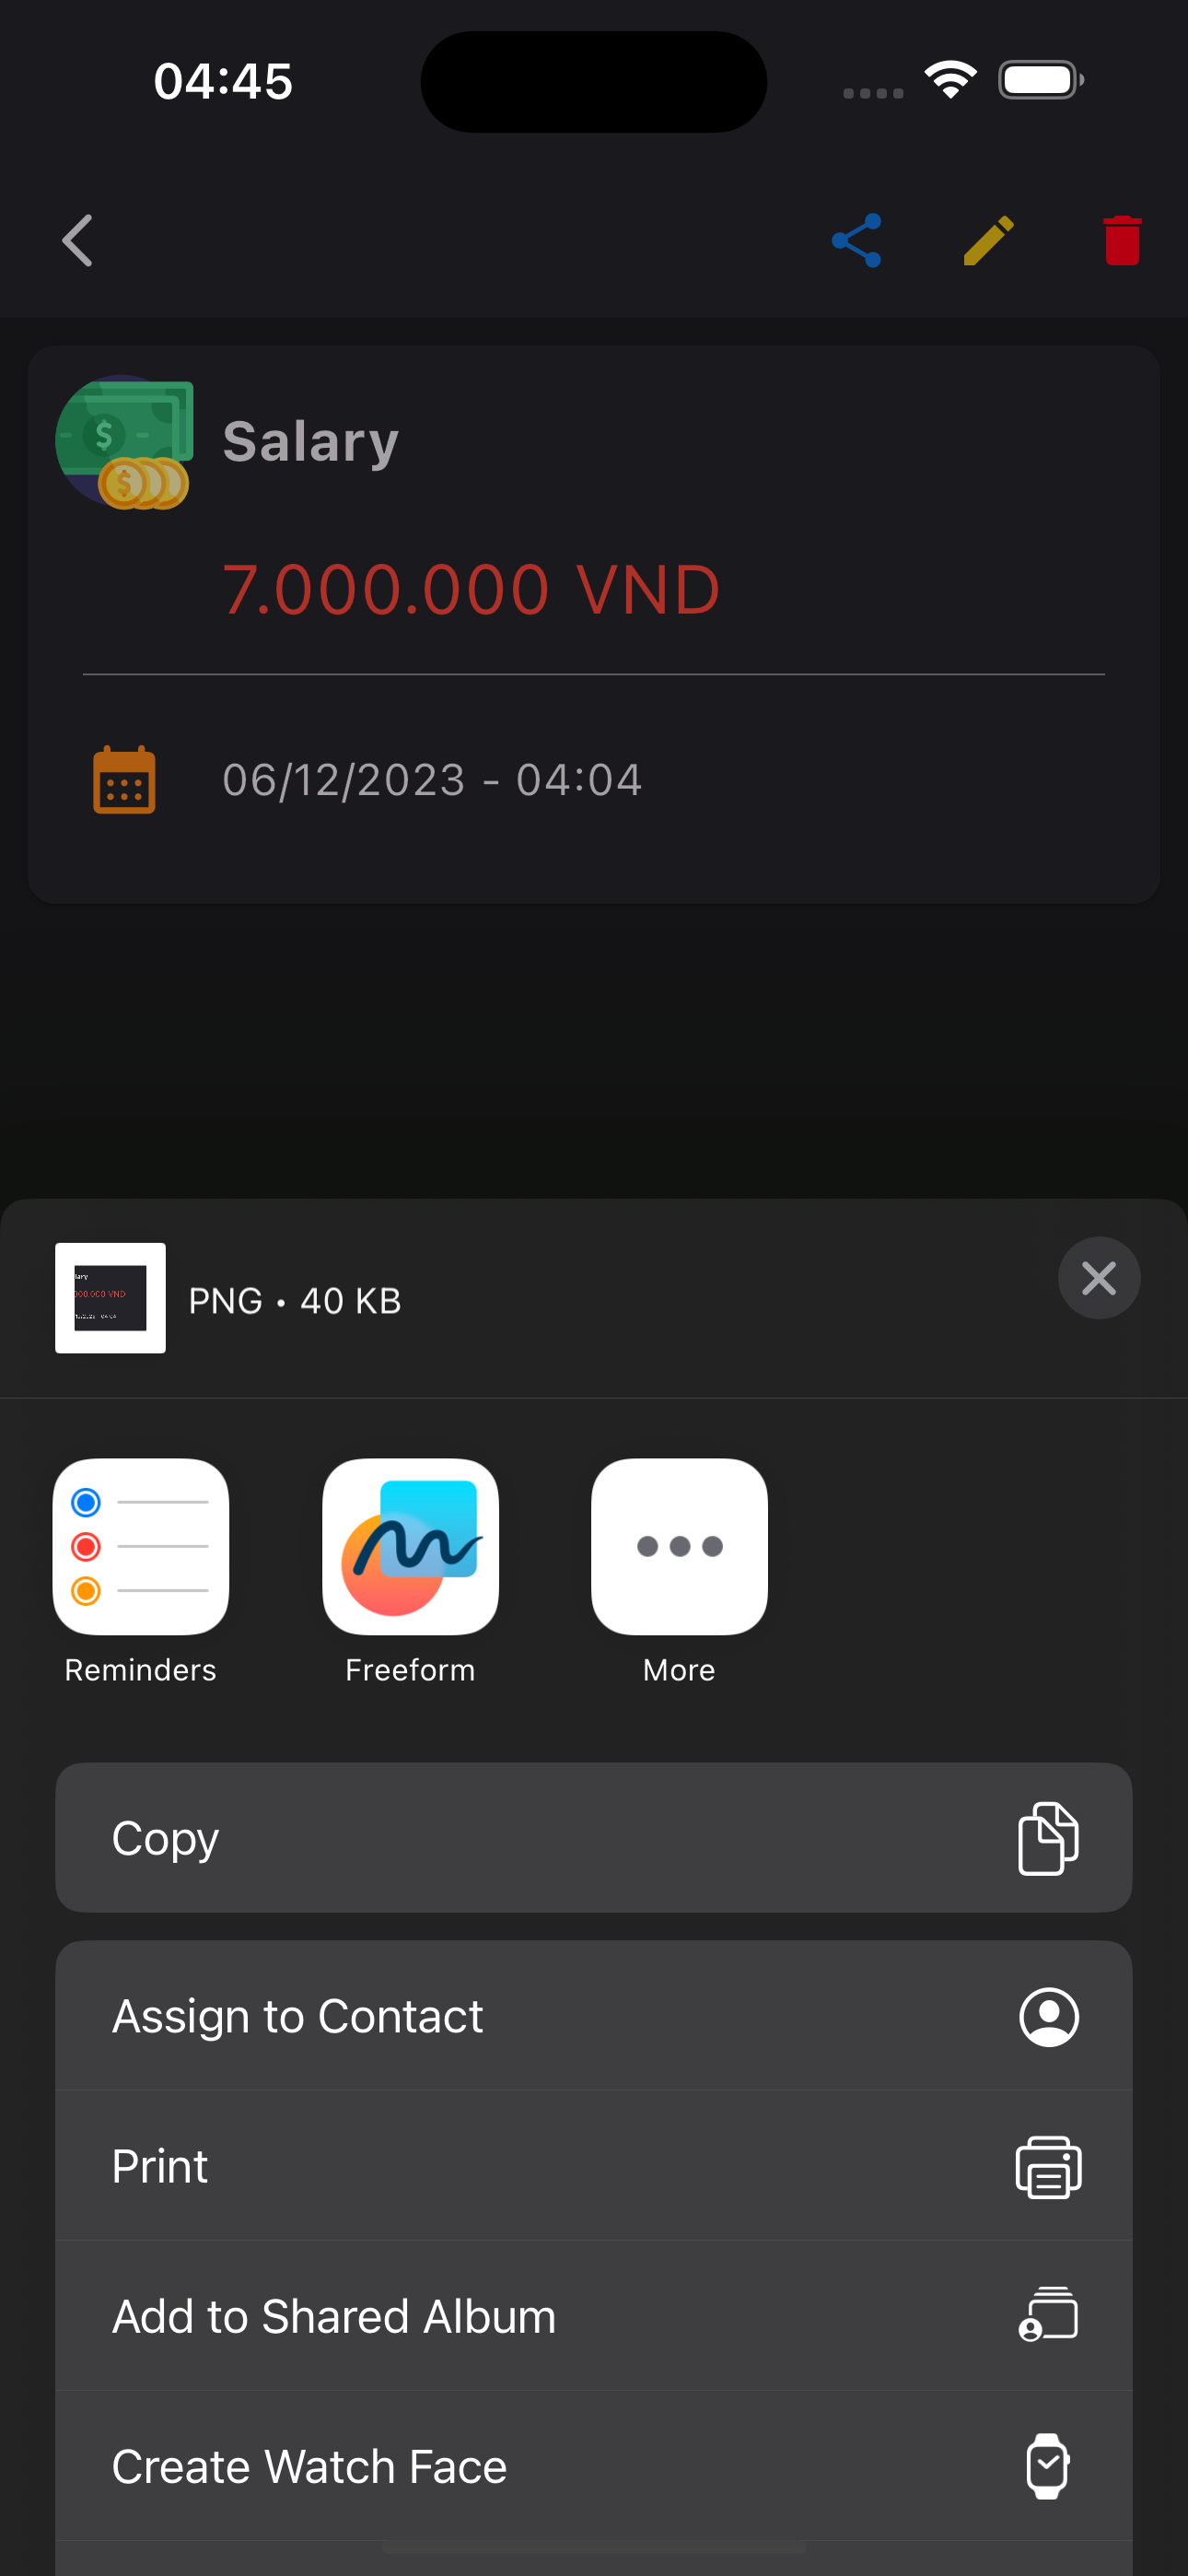 04:45
Salary
7.000.000 VND
06/12/2023 - 04:04
PNG • 40 KB
Reminders
Freeform
More
Copy
Assign to Contact
Print
Add to Shared Album
Create Watch Face